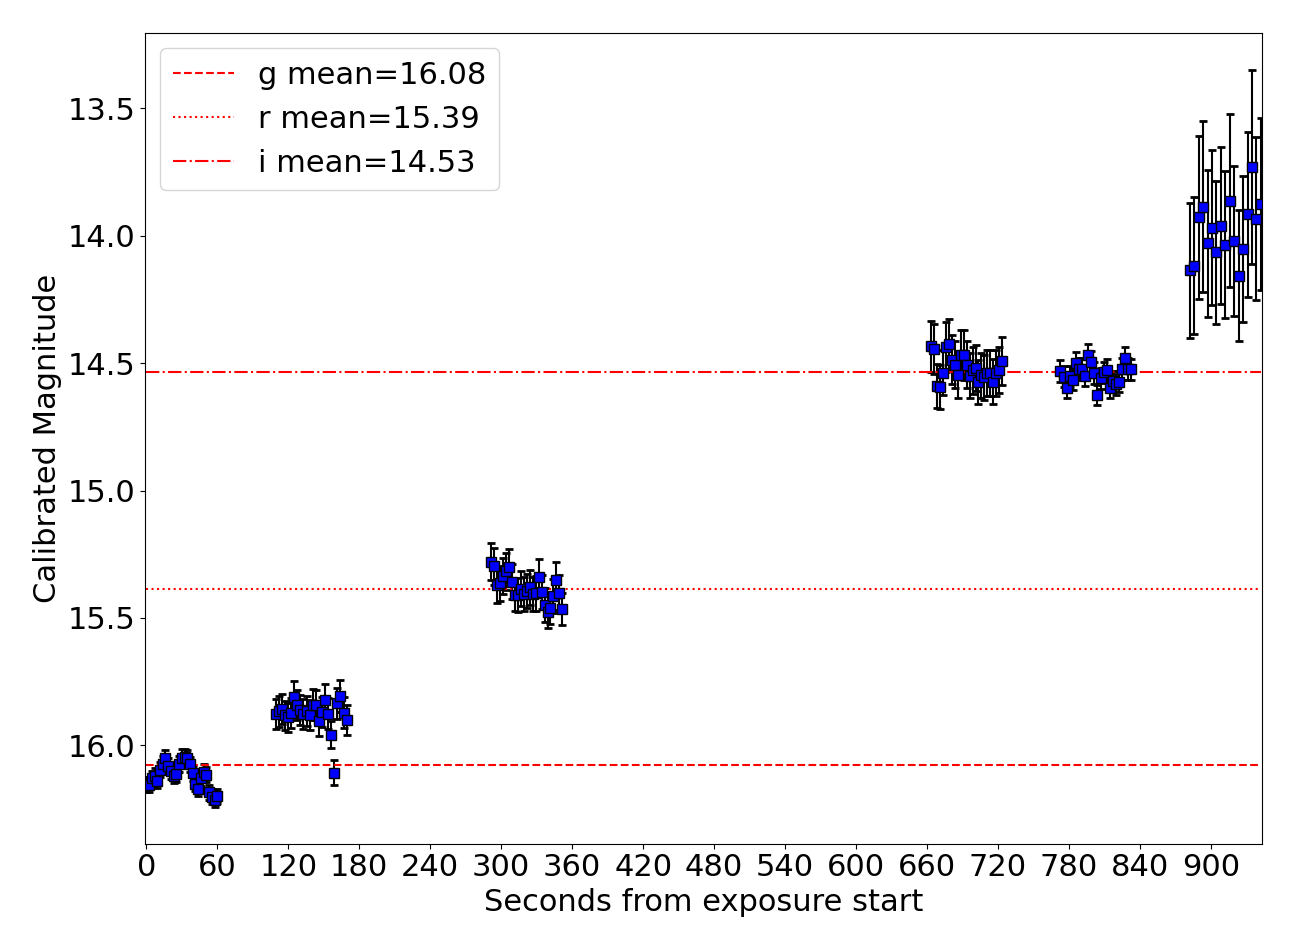 g mean=16.08
r mean=15.39
i mean=14.53
13.5
14.0
14.5
15.0
15.5
16.0
Calibrated Magnitude
0 60 120 180 240 300 360 420 480 540 600 660 720 780 840 900
Seconds from exposure start